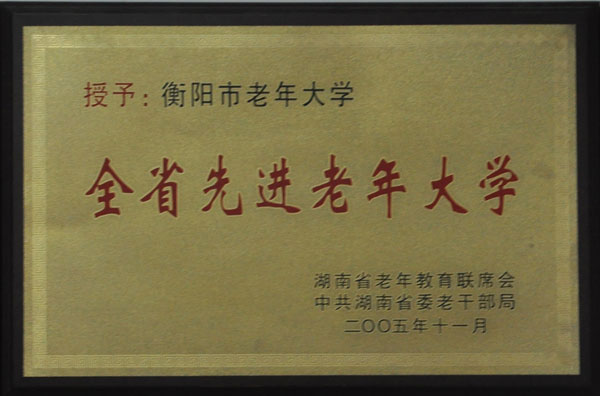 授予：衡阳市老年大学
全省先进老年大学
湖南省老年教育联席会
中共湖南省委老干部局
二〇〇五年十一月